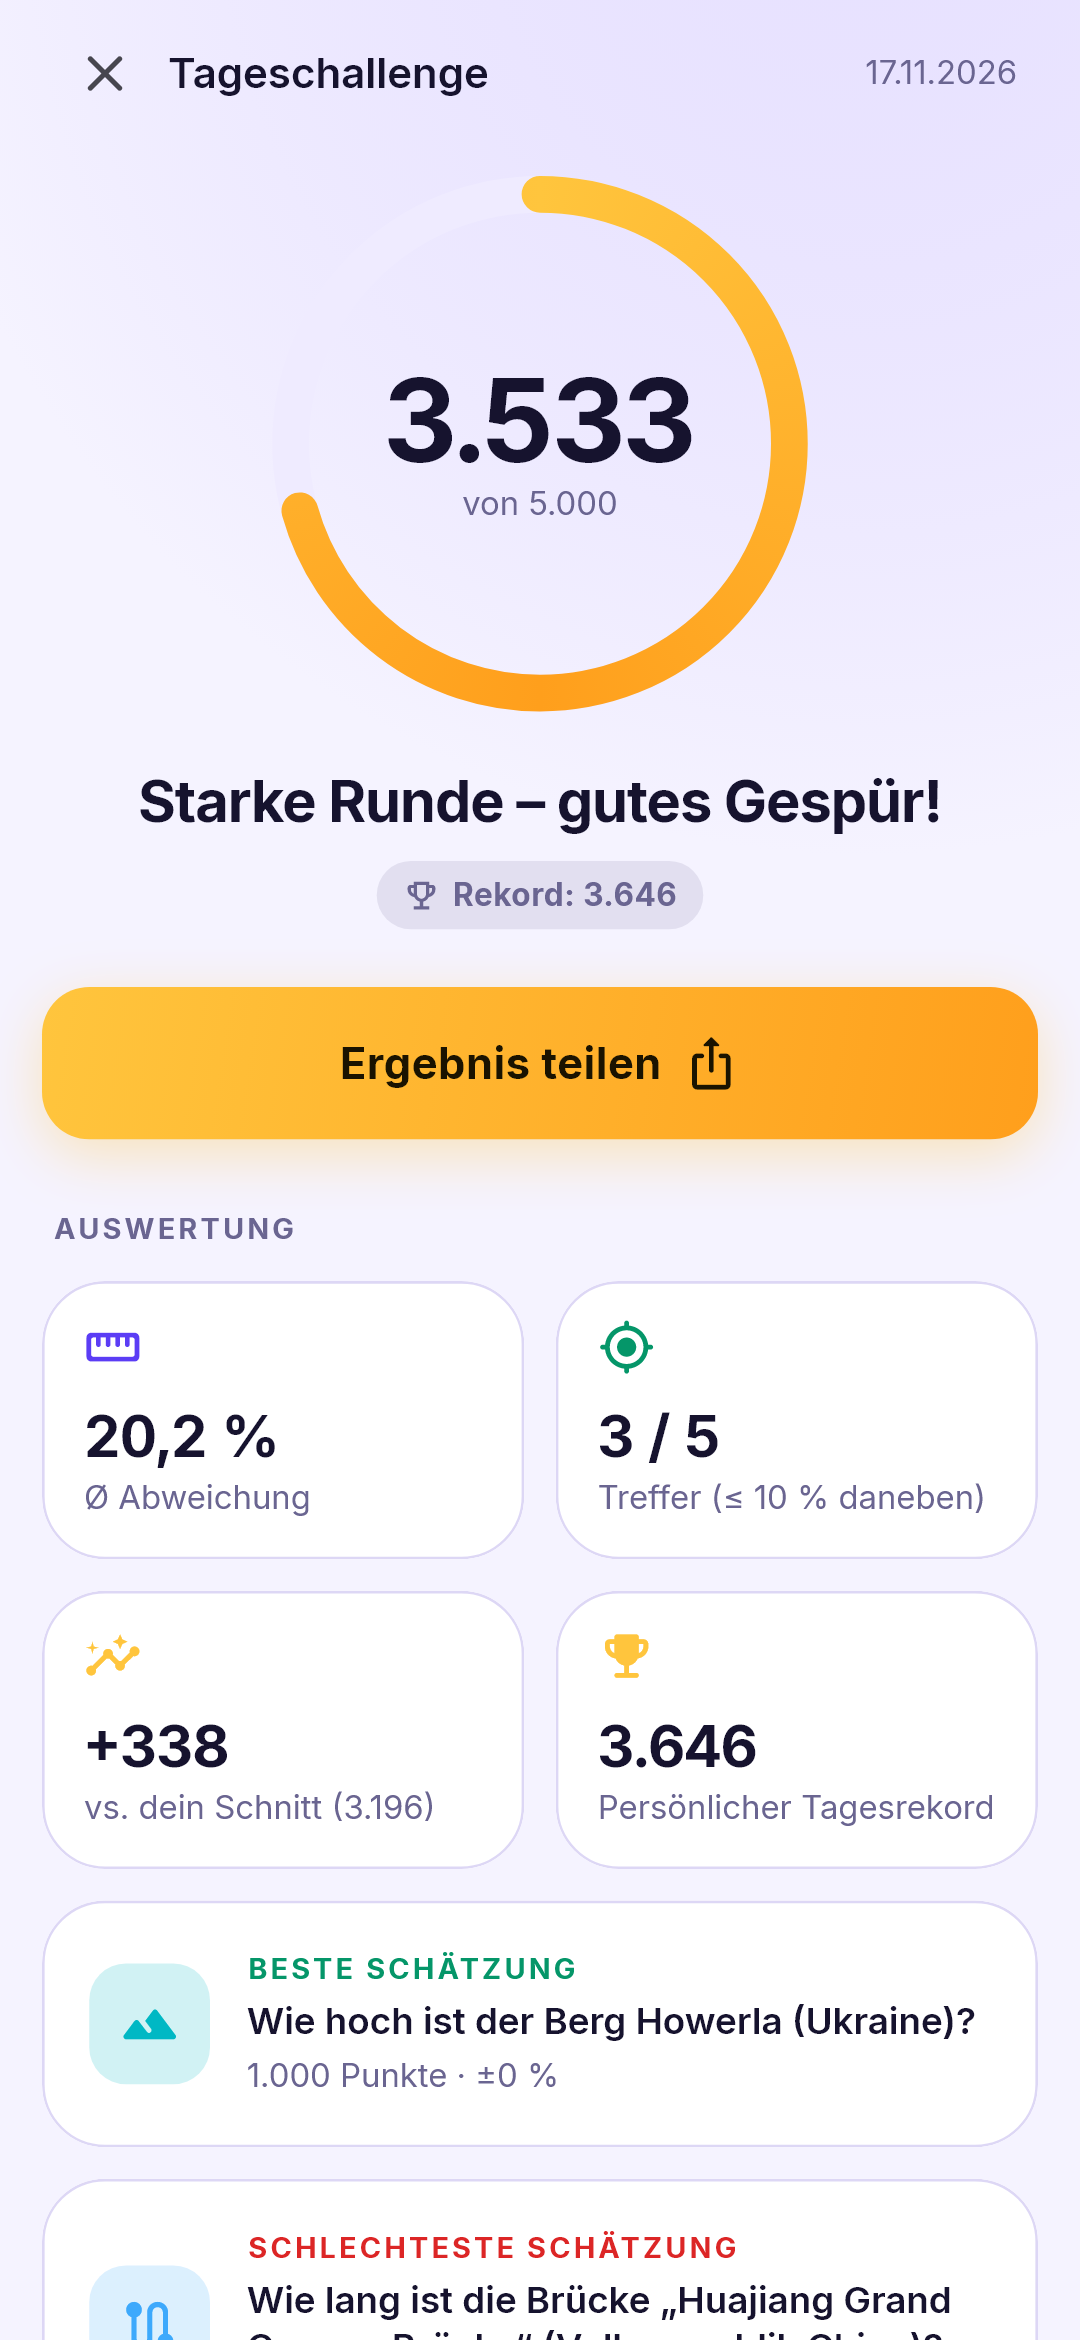 Tageschallenge
17.11.2026
3.533
von 5.000
Starke Runde – gutes Gespür!
Rekord: 3.646
Ergebnis teilen
AUSWERTUNG
20,2 %
Ø Abweichung
3 / 5
Treffer (≤ 10 % daneben)
+338
vs. dein Schnitt (3.196)
3.646
Persönlicher Tagesrekord
BESTE SCHÄTZUNG
Wie hoch ist der Berg Howerla (Ukraine)?
1.000 Punkte · ±0 %
SCHLECHTESTE SCHÄTZUNG
Wie lang ist die Brücke „Huajiang Grand